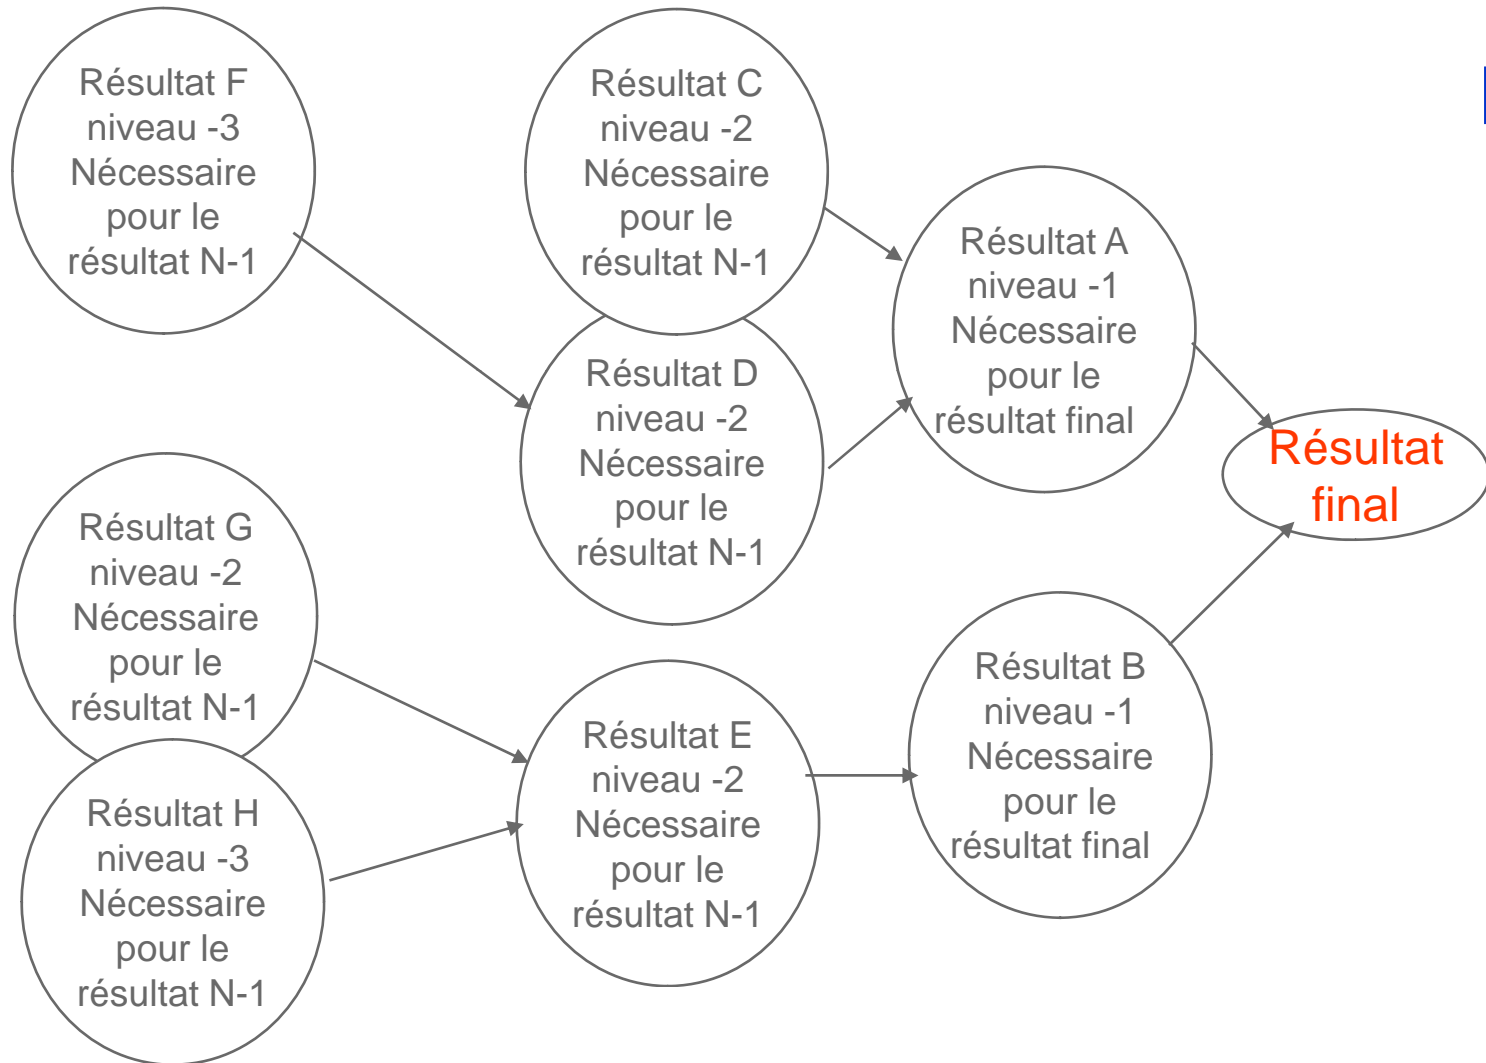 Résultat F
niveau -3
Nécessaire
pour le
résultat N-1
Résultat C
niveau -2
Nécessaire
pour le
résultat N-1
Résultat A
niveau -1
Nécessaire
pour le
résultat final
Résultat D
niveau -2
Nécessaire
pour le
résultat N-1
Résultat
final
Résultat G
niveau -2
Nécessaire
pour le
résultat N-1
Résultat E
niveau -2
Nécessaire
pour le
résultat N-1
Résultat B
niveau -1
Nécessaire
pour le
résultat final
Résultat H
niveau -3
Nécessaire
pour le
résultat N-1